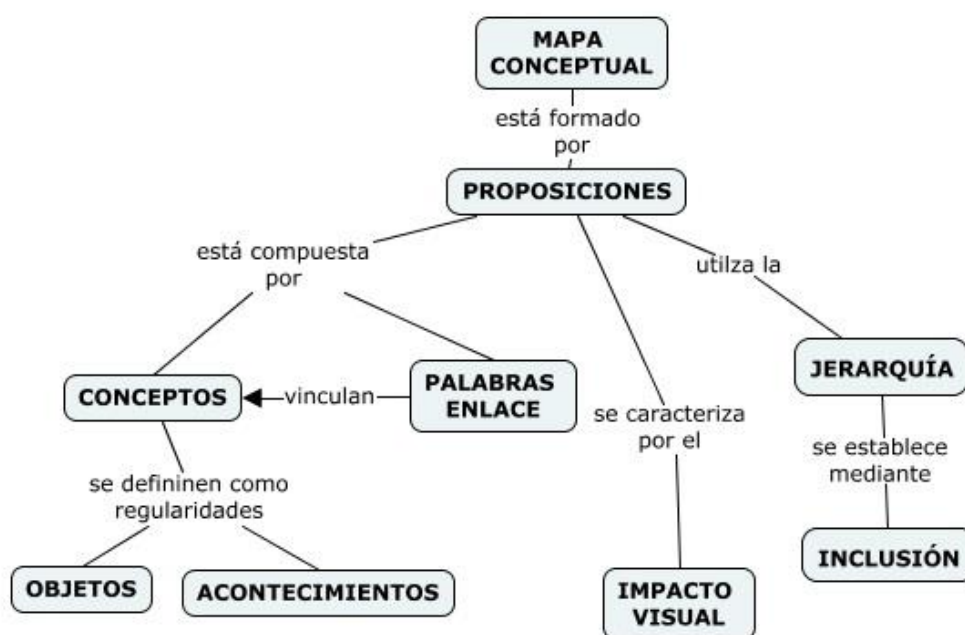 MAPA
CONCEPTUAL
está formado
por
PROPOSICIONES
está compuesta
por
utilza la
CONCEPTOS
vinculan
PALABRAS
ENLACE
JERARQUÍA
se caracteriza
por el
se establece
mediante
se defininen como
regularidades
OBJETOS
ACONTECIMIENTOS
IMPACTO
VISUAL
INCLUSIÓN